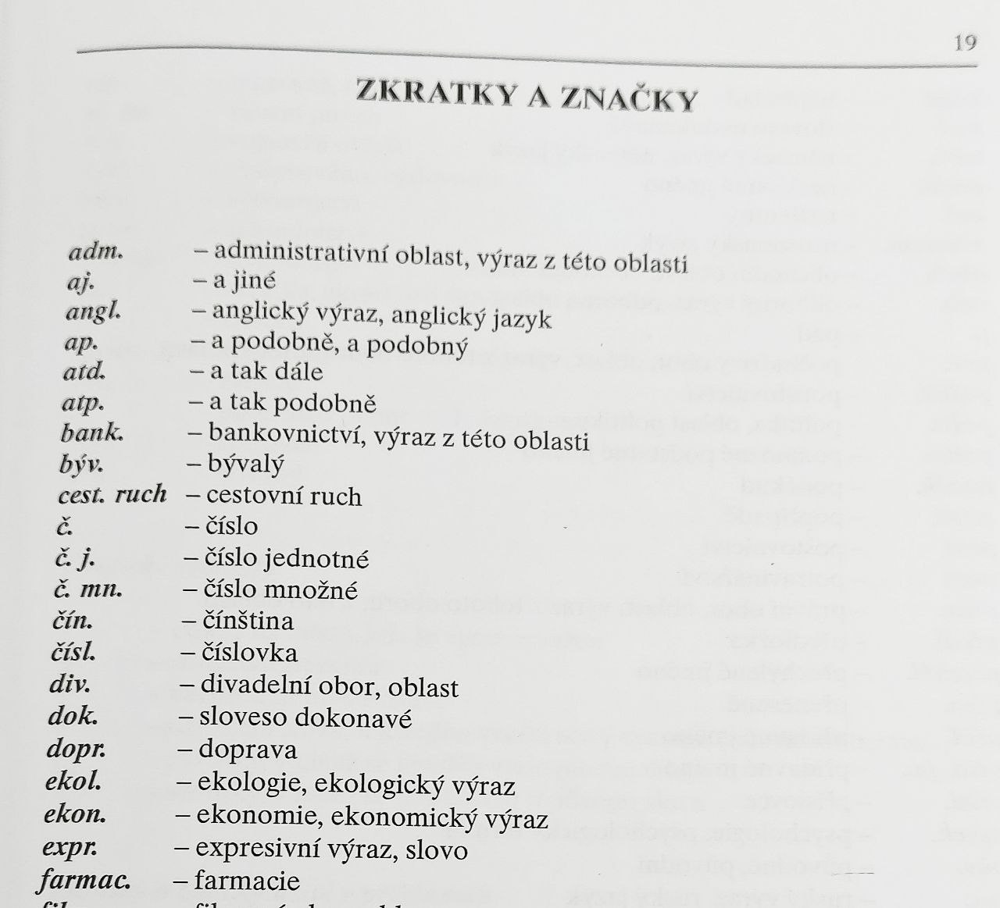 19
ZKRATKY A ZNAČKY
adm. – administrativní oblast, výraz z této oblasti
aj. – a jiné
angl. – anglický výraz, anglický jazyk
ap. – a podobně, a podobný
atd. – a tak dále
atp. – a tak podobně
bank. – bankovnictví, výraz z této oblasti
býv. – bývalý
cest. ruch – cestovní ruch
č. – číslo
č. j. – číslo jednotné
č. mn. – číslo množné
čín. – čínština
čísl. – číslovka
div. – divadelní obor, oblast
dok. – sloveso dokonavé
dopr. – doprava
ekol. – ekologie, ekologický výraz
ekon. – ekonomie, ekonomický výraz
expr. – expresivní výraz, slovo
farmac. – farmacie